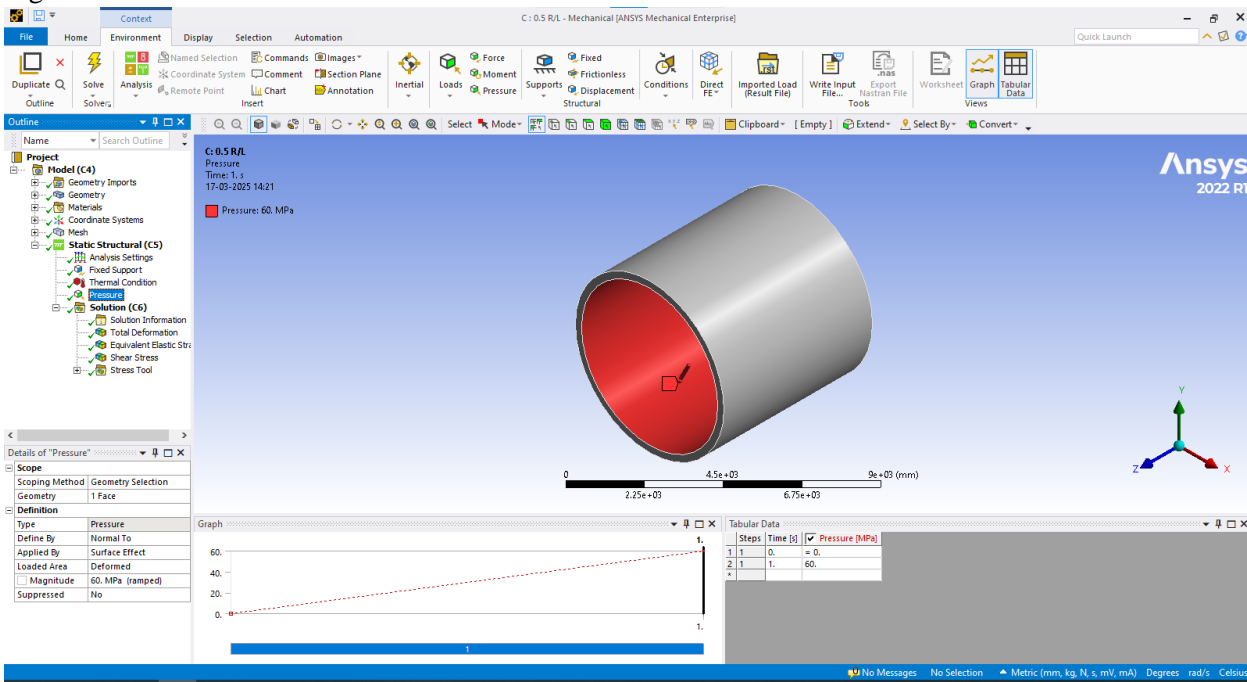 Context
C : 0.5 R/L - Mechanical [ANSYS Mechanical Enterprise]
File Home Environment Display Selection Automation
Quick Launch
Duplicate Q
Outline
Solve
Solvers
Analysis
Named Selection
Coordinate System
Remote Point
Commands
Comment
Chart
Images
Section Plane
Annotation
Insert
Inertial
Loads
Force
Moment
Pressure
Supports
Fixed
Frictionless
Displacement
Conditions
Direct
FE
Structural
Imported Load
(Result File)
Write Input
File...
.nas
Export
Nastran File
Tools
Worksheet
Graph
Tabular
Data
Views
Outline
Name
Search Outline
Select Mode
Clipboard [ Empty ] Extend Select By Convert
Project
Model (C4)
Geometry Imports
Geometry
Materials
Coordinate Systems
Mesh
Static Structural (C5)
Analysis Settings
Fixed Support
Thermal Condition
Pressure
Solution (C6)
Solution Information
Total Deformation
Equivalent Elastic Stra
Shear Stress
Stress Tool
C: 0.5 R/L
Pressure
Time: 1. s
17-03-2025 14:21
Pressure: 60. MPa
Ansys
2022 R1
0 4.5e+03 9e+03 (mm)
2.25e+03 6.75e+03
Y
Z
X
Details of "Pressure"
Scope
Scoping Method Geometry Selection
Geometry 1 Face
Definition
Type Pressure
Define By Normal To
Applied By Surface Effect
Loaded Area Deformed
Magnitude 60. MPa (ramped)
Suppressed No
Graph
1.
60.
40.
20.
0.
1.
1
Tabular Data
Steps Time [s] Pressure [MPa]
1 1 0. = 0.
2 1 1. 60.
*
No Messages No Selection Metric (mm, kg, N, s, mV, mA) Degrees rad/s Celsius